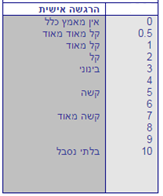 הרגשה אישית
אין מאמץ כלל 0
קל מאוד מאוד 0.5
קל מאוד 1
קל 2
בינוני 3
4
קשה 5
6
קשה מאוד 7
8
9
בלתי נסבל 10